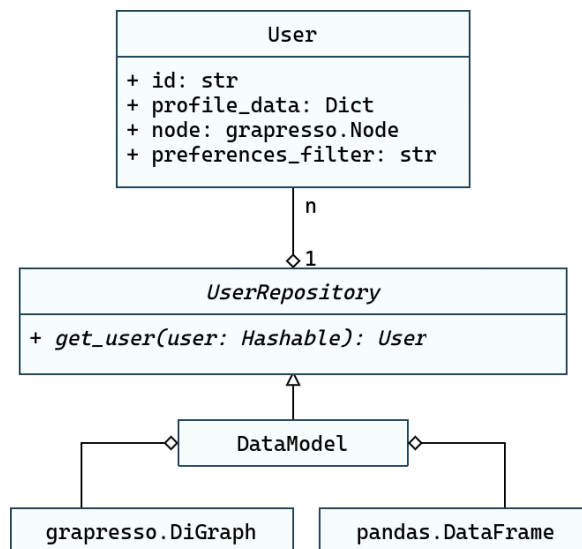 User
+ id: str
+ profile_data: Dict
+ node: grapresso.Node
+ preferences_filter: str
n
1
UserRepository
+ get_user(user: Hashable): User
DataModel
grapresso.DiGraph
pandas.DataFrame